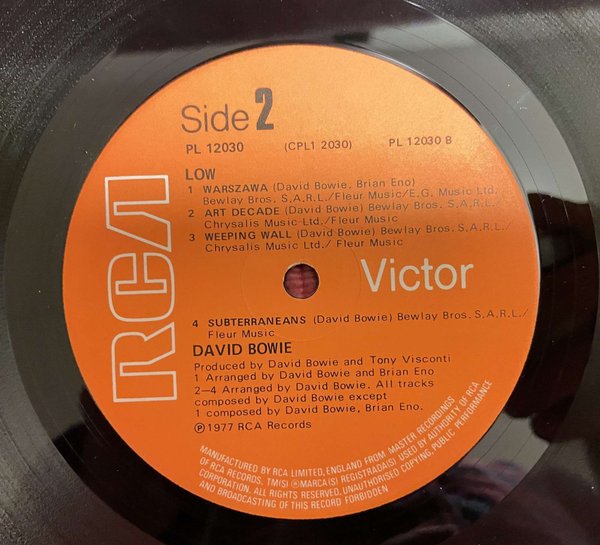 Side 2
PL 12030 (CPL1 2030) PL 12030 B
LOW
1 WARSZAWA (David Bowie, Brian Eno)
Bewlay Bros. S.A.R.L./Fleur Music/E.G. Music Ltd.
2 ART DECADE (David Bowie) Bewlay Bros. S.A.R.L./
Chrysalis Music Ltd./Fleur Music
3 WEEPING WALL (David Bowie) Bewlay Bros. S.A.R.L./
Chrysalis Music Ltd./ Fleur Music
RCA
Victor
4 SUBTERRANEANS (David Bowie) Bewlay Bros. S.A.R.L./
Fleur Music
DAVID BOWIE
Produced by David Bowie and Tony Visconti
1 Arranged by David Bowie and Brian Eno
2–4 Arranged by David Bowie. All tracks
composed by David Bowie except
1 composed by David Bowie, Brian Eno.
℗1977 RCA Records
MANUFACTURED BY RCA LIMITED, ENGLAND FROM MASTER RECORDINGS
OF RCA RECORDS. TM(S) ® MARCA(S) REGISTRADA(S) USED BY AUTHORITY OF RCA
CORPORATION. ALL RIGHTS RESERVED. UNAUTHORISED COPYING, PUBLIC PERFORMANCE
AND BROADCASTING OF THIS RECORD FORBIDDEN